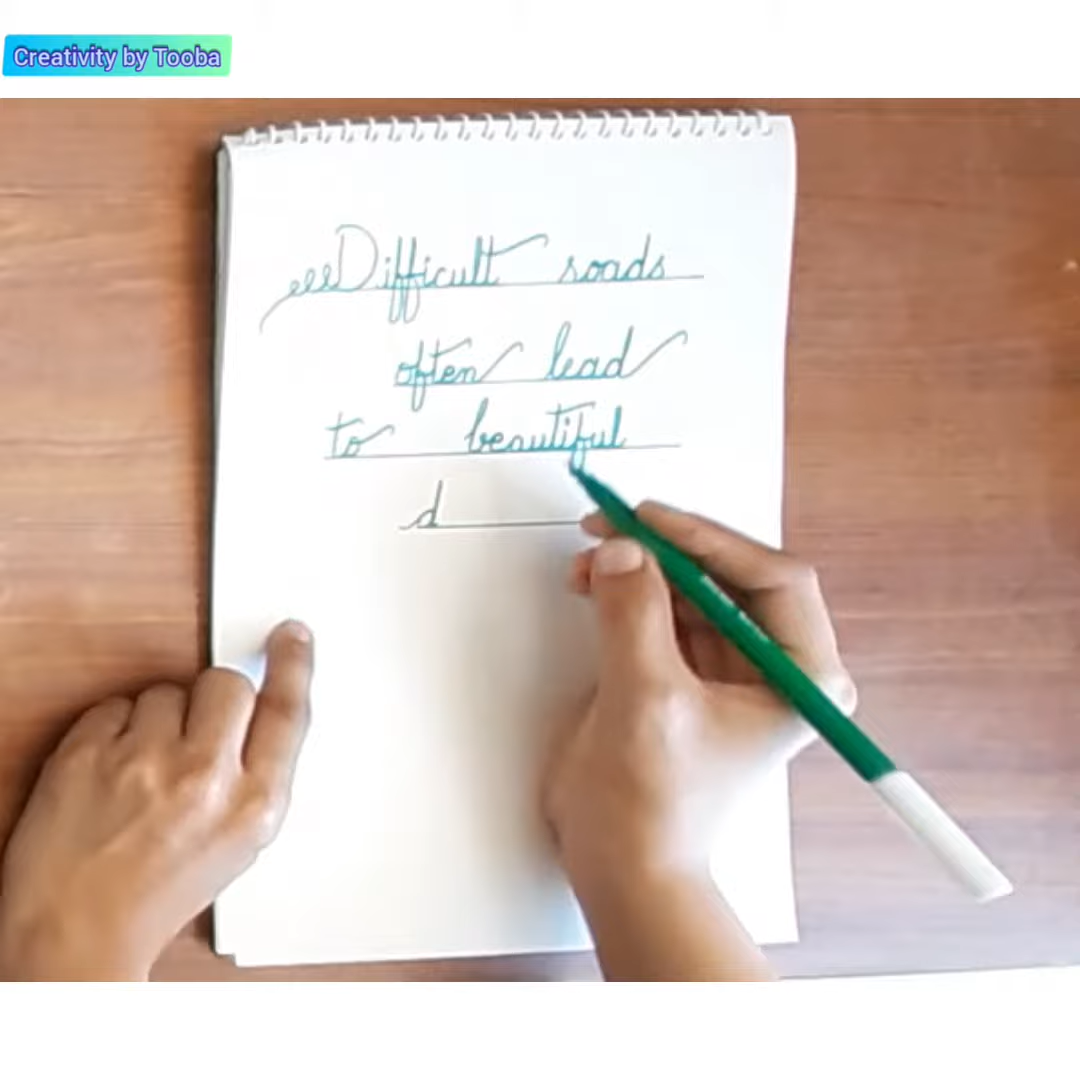 Creativity by Tooba
Difficult roads
often lead
to beautiful
d